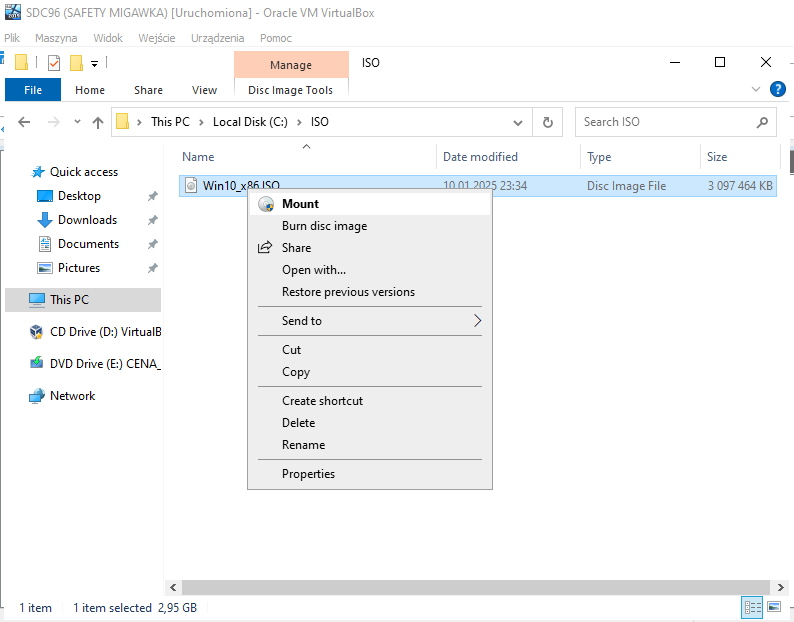 SDC96 (SAFETY MIGAWKA) [Uruchomiona] - Oracle VM VirtualBox
Plik Maszyna Widok Wejście Urządzenia Pomoc
Manage ISO
File Home Share View Disc Image Tools
This PC > Local Disk (C:) > ISO Search ISO
Name Date modified Type Size
Win10_x86.ISO 10.01.2025 23:34 Disc Image File 3 097 464 KB
Quick access
Desktop
Downloads
Documents
Pictures
This PC
CD Drive (D:) VirtualB
DVD Drive (E:) CENA_
Network
Mount
Burn disc image
Share
Open with...
Restore previous versions
Send to
Cut
Copy
Create shortcut
Delete
Rename
Properties
1 item 1 item selected 2,95 GB